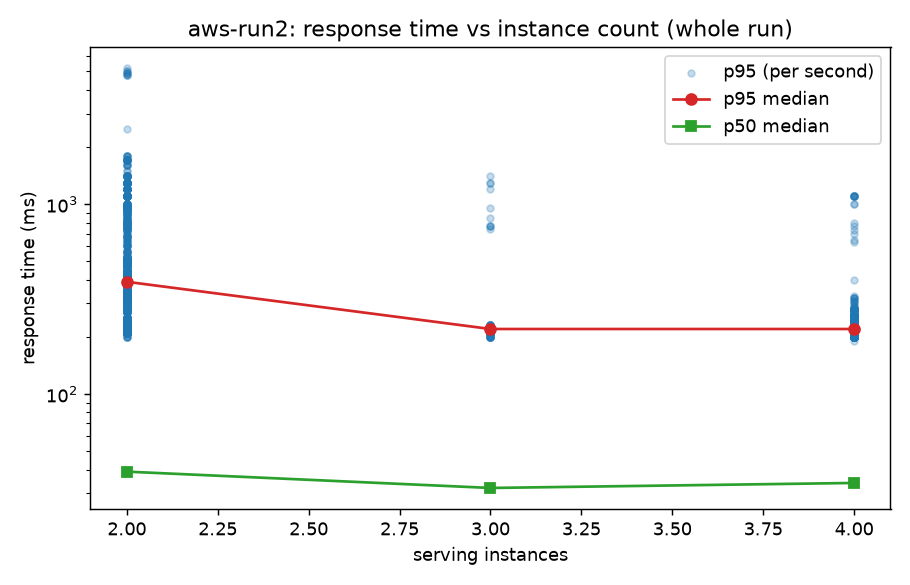 aws-run2: response time vs instance count (whole run)
p95 (per second)
p95 median
p50 median
response time (ms)
10³
10²
2.00 2.25 2.50 2.75 3.00 3.25 3.50 3.75 4.00
serving instances